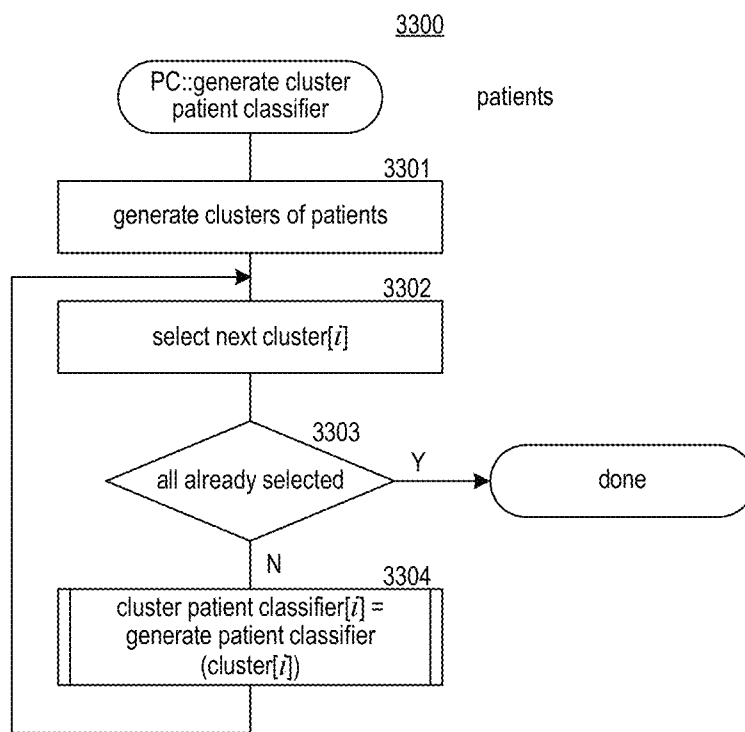 3300
PC::generate cluster
patient classifier
patients
3301
generate clusters of patients
3302
select next cluster[i]
3303
all already selected
Y
done
N
3304
cluster patient classifier[i] =
generate patient classifier
(cluster[i])